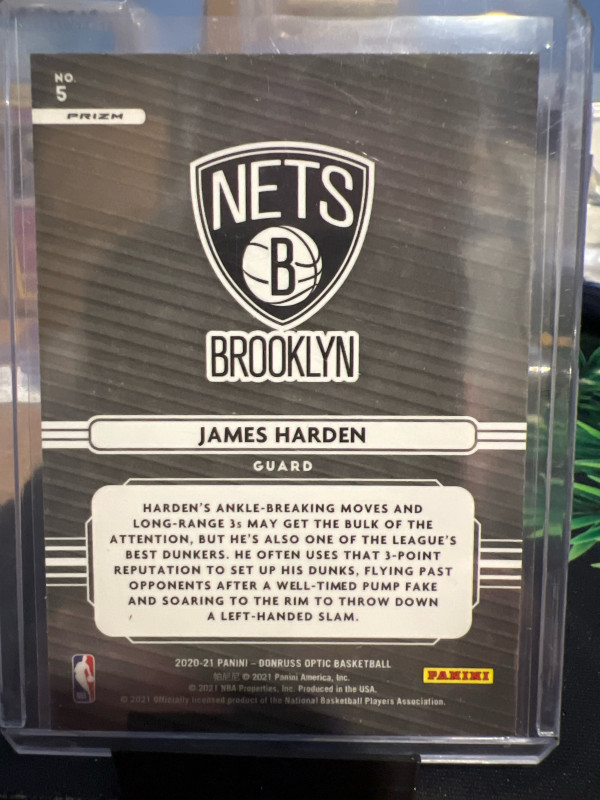 NO.
5
PRIZM
NETS
B
BROOKLYN
JAMES HARDEN
GUARD
HARDEN'S ANKLE-BREAKING MOVES AND
LONG-RANGE 3s MAY GET THE BULK OF THE
ATTENTION, BUT HE'S ALSO ONE OF THE LEAGUE'S
BEST DUNKERS. HE OFTEN USES THAT 3-POINT
REPUTATION TO SET UP HIS DUNKS, FLYING PAST
OPPONENTS AFTER A WELL-TIMED PUMP FAKE
AND SOARING TO THE RIM TO THROW DOWN
A LEFT-HANDED SLAM.
2020-21 PANINI – DONRUSS OPTIC BASKETBALL
帕尼尼 © 2021 Panini America, Inc.
© 2021 NBA Properties, Inc. Produced in the USA.
© 2021 Officially licensed product of the National Basketball Players Association.
PANINI